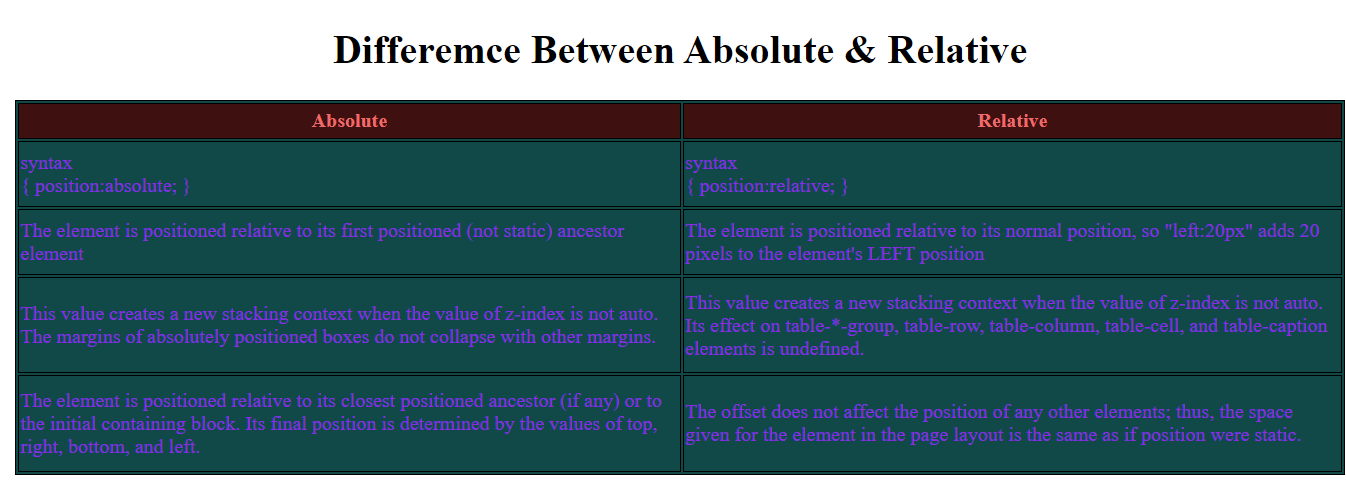 Differemce Between Absolute & Relative
Absolute
Relative
syntax
{ position:absolute; }
syntax
{ position:relative; }
The element is positioned relative to its first positioned (not static) ancestor
element
The element is positioned relative to its normal position, so "left:20px" adds 20
pixels to the element's LEFT position
This value creates a new stacking context when the value of z-index is not auto.
The margins of absolutely positioned boxes do not collapse with other margins.
This value creates a new stacking context when the value of z-index is not auto.
Its effect on table-*-group, table-row, table-column, table-cell, and table-caption
elements is undefined.
The element is positioned relative to its closest positioned ancestor (if any) or to
the initial containing block. Its final position is determined by the values of top,
right, bottom, and left.
The offset does not affect the position of any other elements; thus, the space
given for the element in the page layout is the same as if position were static.